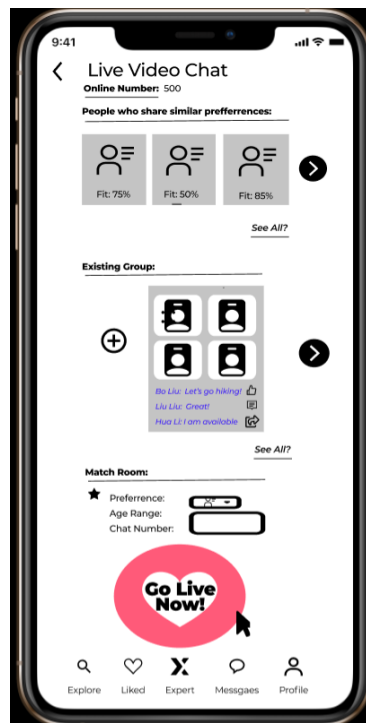 9:41
Live Video Chat
Online Number: 500
People who share similar prefferrences:
Fit: 75% Fit: 50% Fit: 85%
See All?
Existing Group:
Bo Liu: Let's go hiking!
Liu Liu: Great!
Hua Li: I am available
See All?
Match Room:
Preferrence:
Age Range:
Chat Number:
Go Live
Now!
Explore Liked Expert Messgaes Profile